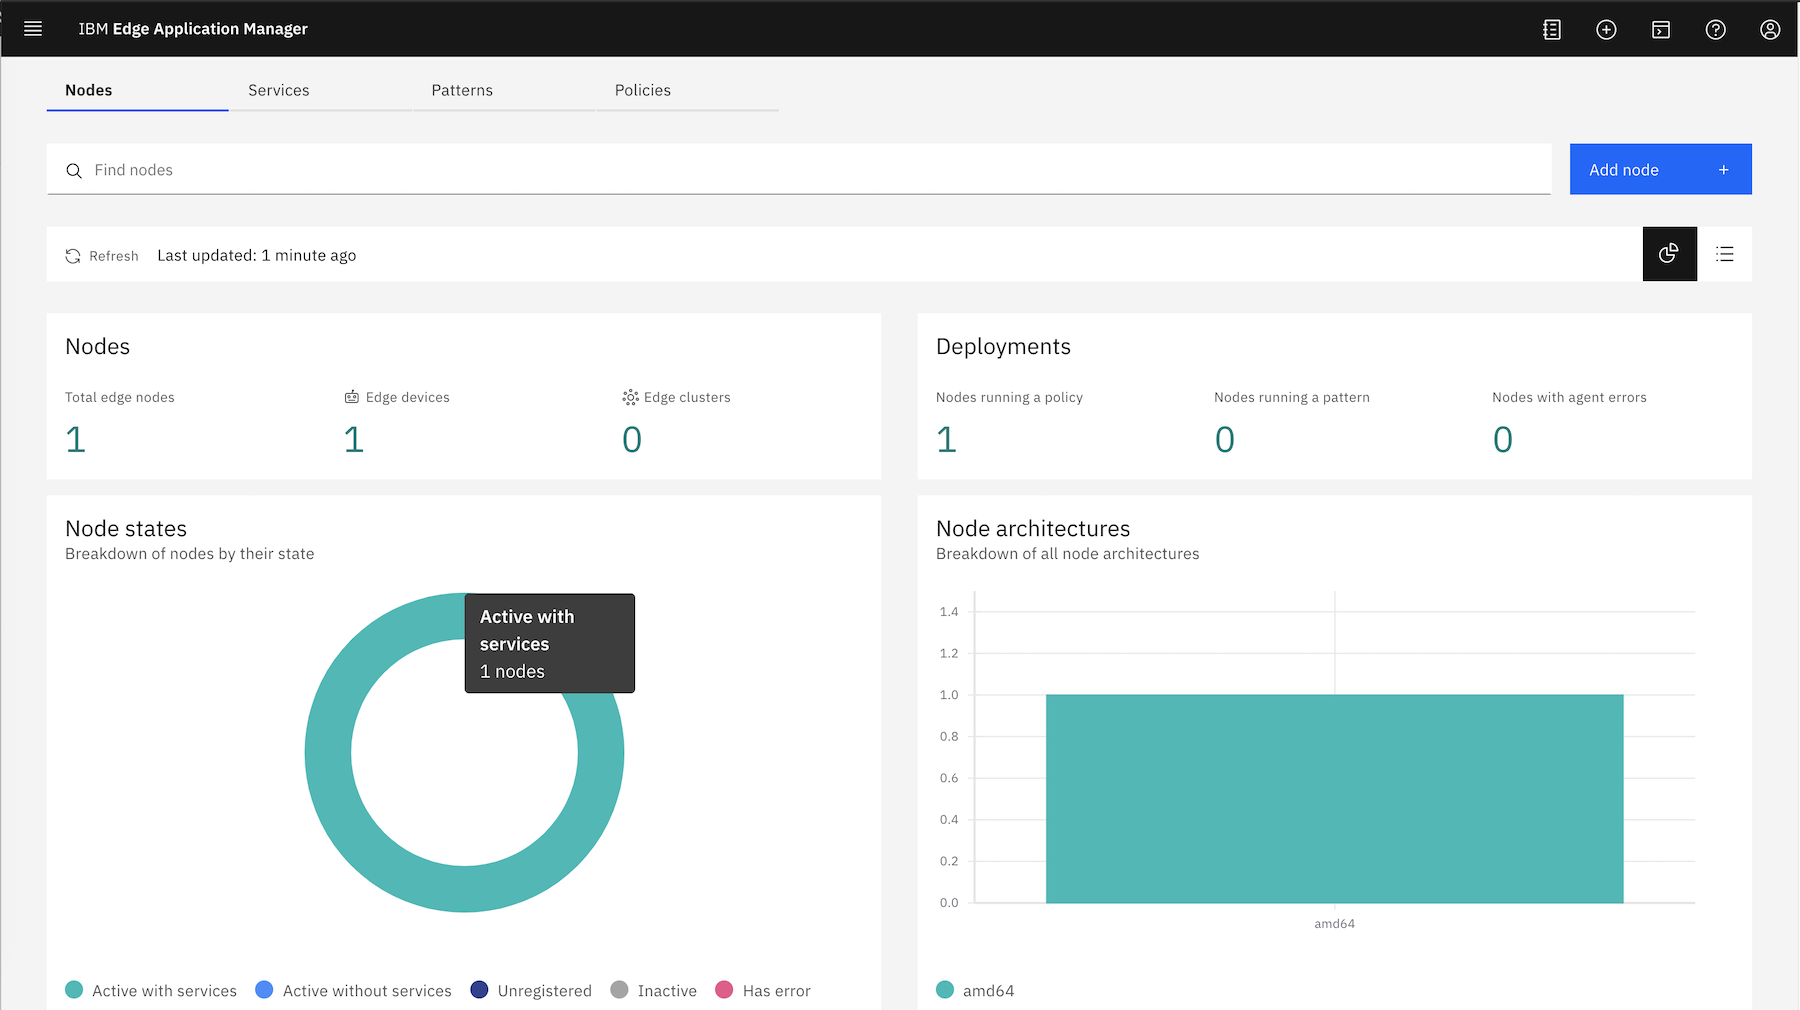 IBM Edge Application Manager
Nodes
Services
Patterns
Policies
Find nodes
Add node +
Refresh
Last updated: 1 minute ago
Nodes
Total edge nodes
1
Edge devices
1
Edge clusters
0
Deployments
Nodes running a policy
1
Nodes running a pattern
0
Nodes with agent errors
0
Node states
Breakdown of nodes by their state
Active with
services
1 nodes
Active with services
Active without services
Unregistered
Inactive
Has error
Node architectures
Breakdown of all node architectures
1.4
1.2
1.0
0.8
0.6
0.4
0.2
0.0
amd64
amd64